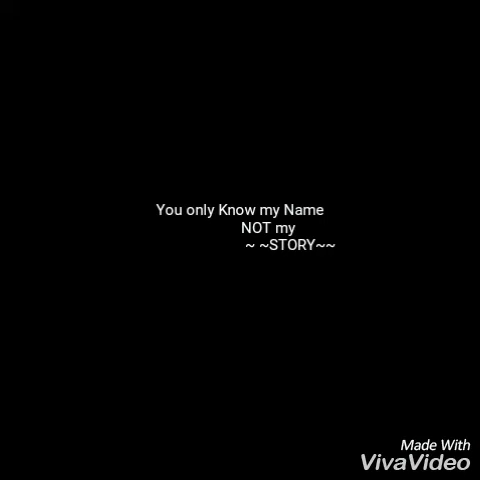 You only Know my Name
NOT my
~ ~STORY~~
Made With
VivaVideo